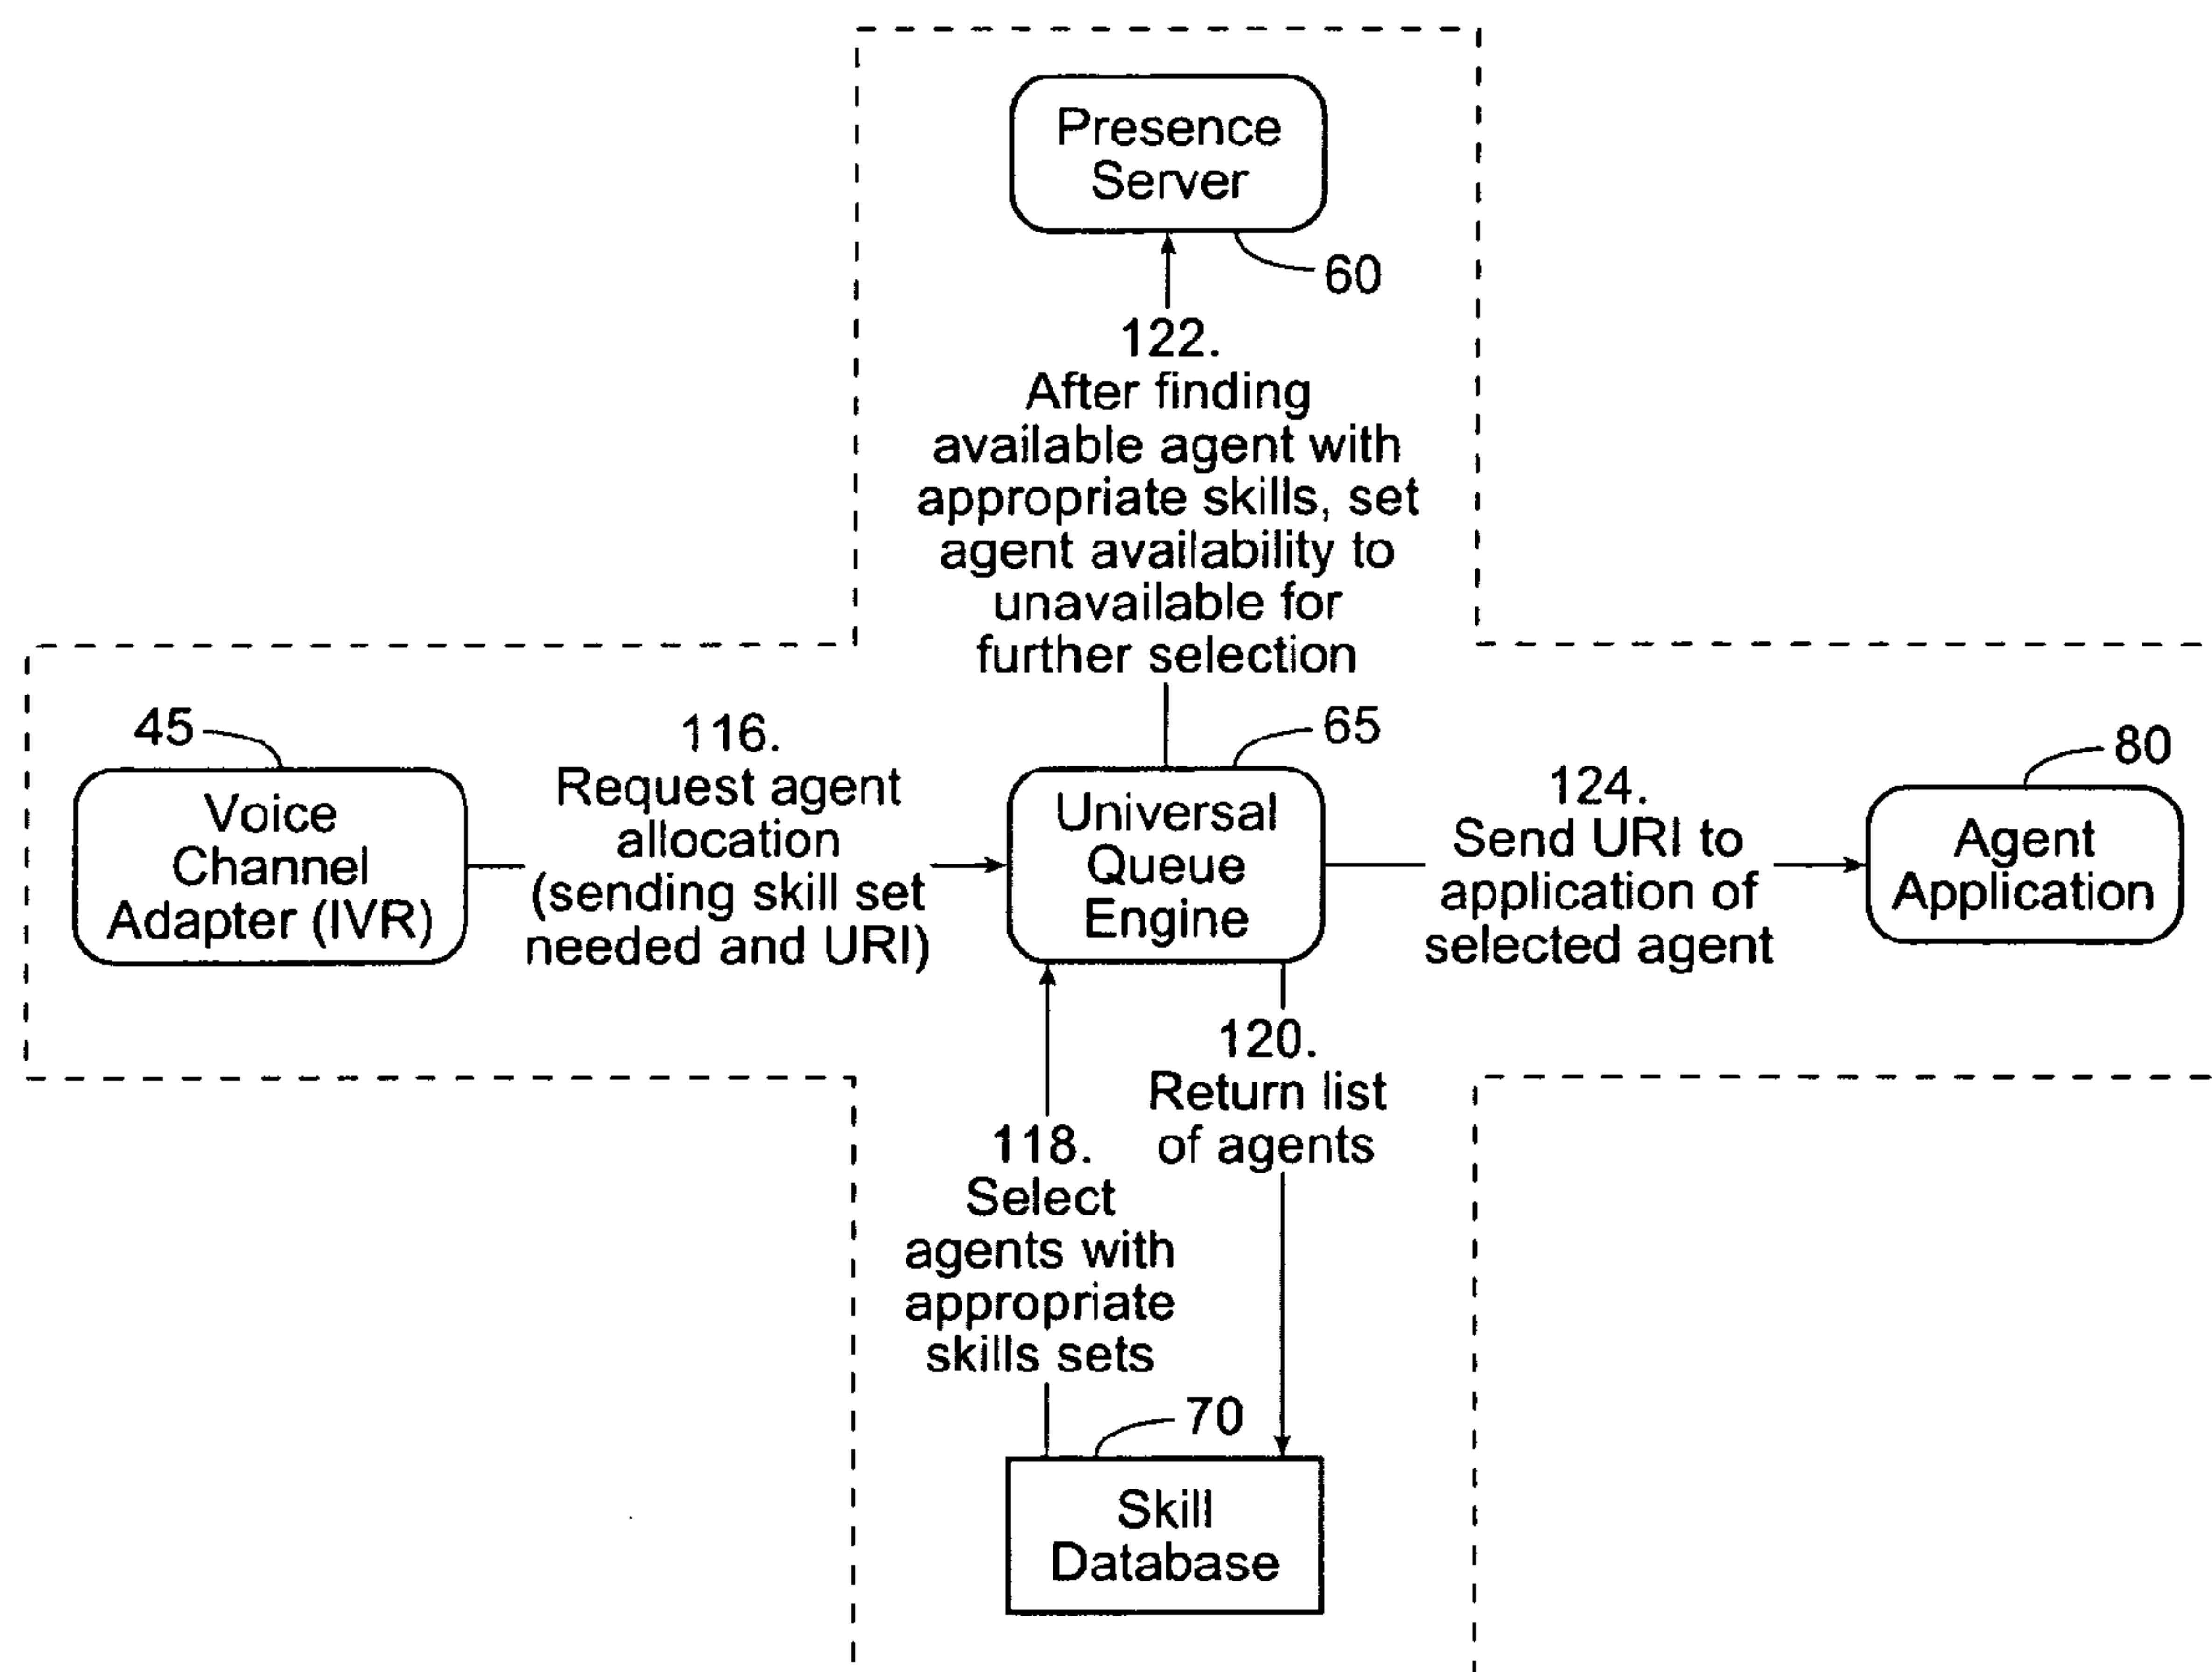 Presence
Server
60
122.
After finding
available agent with
appropriate skills, set
agent availability to
unavailable for
further selection
45
Voice
Channel
Adapter (IVR)
116.
Request agent
allocation
(sending skill set
needed and URI)
65
Universal
Queue
Engine
124.
Send URI to
application of
selected agent
80
Agent
Application
120.
Return list
of agents
118.
Select
agents with
appropriate
skills sets
70
Skill
Database